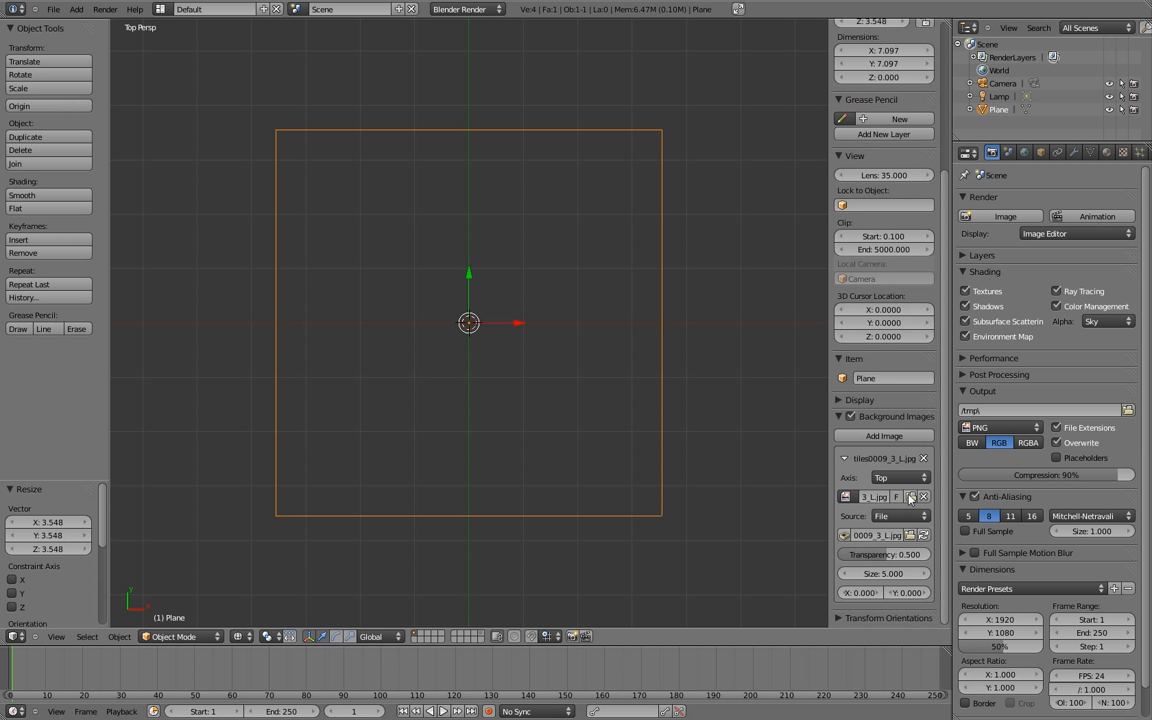 File Add Render Help
Default
Scene
Blender Render
Ve:4 | Fa:1 | Ob:1-1 | La:0 | Mem:6.47M (0.10M) | Plane
Object Tools
Transform:
Translate
Rotate
Scale
Origin
Object:
Duplicate
Delete
Join
Shading:
Smooth
Flat
Keyframes:
Insert
Remove
Repeat:
Repeat Last
History...
Grease Pencil:
Draw Line Erase
Resize
Vector
X: 3.548
Y: 3.548
Z: 3.548
Constraint Axis
X
Y
Z
Orientation
Top Persp
Y
(1) Plane
Z: 3.548
Dimensions:
X: 7.097
Y: 7.097
Z: 0.000
Grease Pencil
New
Add New Layer
View
Lens: 35.000
Lock to Object:
Clip:
Start: 0.100
End: 5000.000
Local Camera:
Camera
3D Cursor Location:
X: 0.0000
Y: 0.0000
Z: 0.0000
Item
Plane
Display
Background Images
Add Image
tiles0009_3_L.jpg
Axis: Top
3_L.jpg F
Source: File
0009_3_L.jpg
Transparency: 0.500
Size: 5.000
X: 0.000 Y: 0.000
Transform Orientations
View Search All Scenes
Scene
RenderLayers |
World
Camera |
Lamp |
Plane |
Scene
Render
Image Animation
Display: Image Editor
Layers
Shading
Textures Ray Tracing
Shadows Color Management
Subsurface Scatterin Alpha: Sky
Environment Map
Performance
Post Processing
Output
/tmp\
PNG File Extensions
BW RGB RGBA Overwrite
Placeholders
Compression: 90%
Anti-Aliasing
5 8 11 16 Mitchell-Netravali
Full Sample Size: 1.000
Full Sample Motion Blur
Dimensions
Render Presets
Resolution: Frame Range:
X: 1920 Start: 1
Y: 1080 End: 250
50% Step: 1
Aspect Ratio: Frame Rate:
X: 1.000 FPS: 24
Y: 1.000 /: 1.000
Border Crop Ol: 100 N: 100
View Select Object Object Mode Global
0 10 20 30 40 50 60 70 80 90 100 110 120 130 140 150 160 170 180 190 200 210 220 230 240 250
View Frame Playback Start: 1 End: 250 1 No Sync